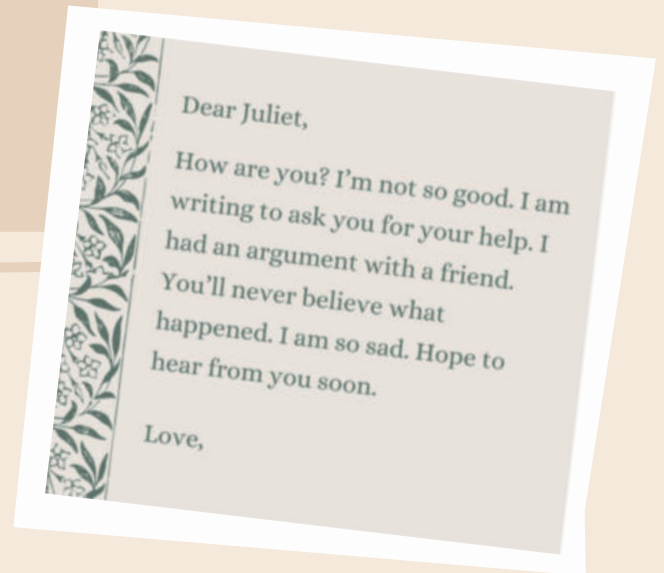 Dear Juliet,
How are you? I'm not so good. I am
writing to ask you for your help. I
had an argument with a friend.
You'll never believe what
happened. I am so sad. Hope to
hear from you soon.
Love,